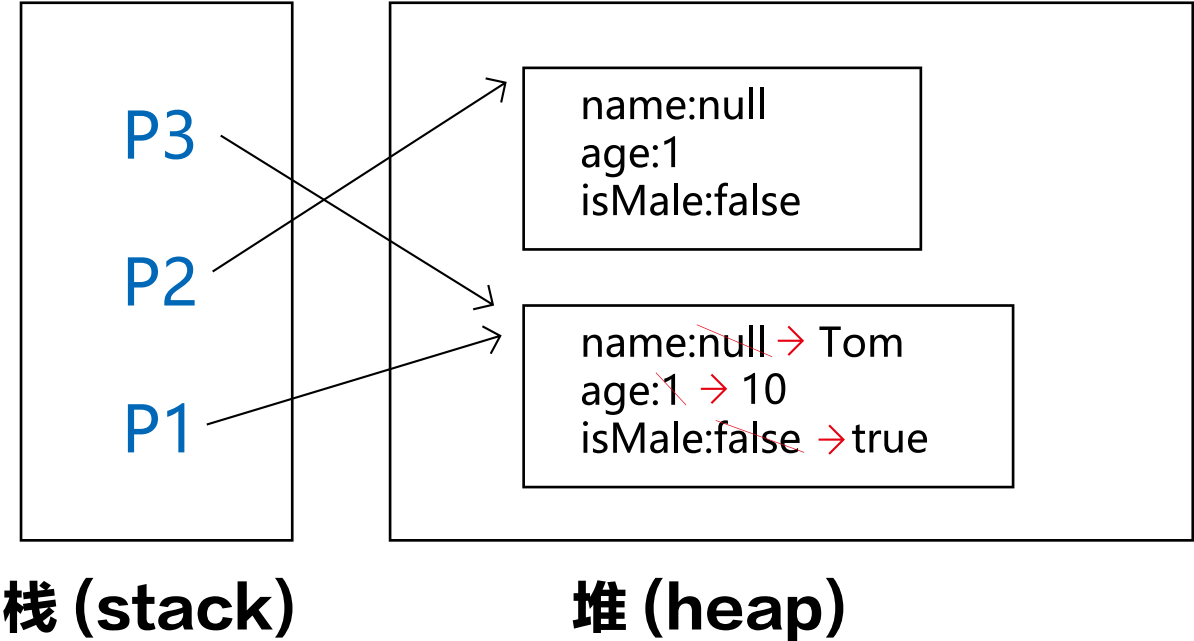 P3
P2
P1
name:null
age:1
isMale:false
name:null → Tom
age:1 → 10
isMale:false → true
栈 (stack)
堆 (heap)